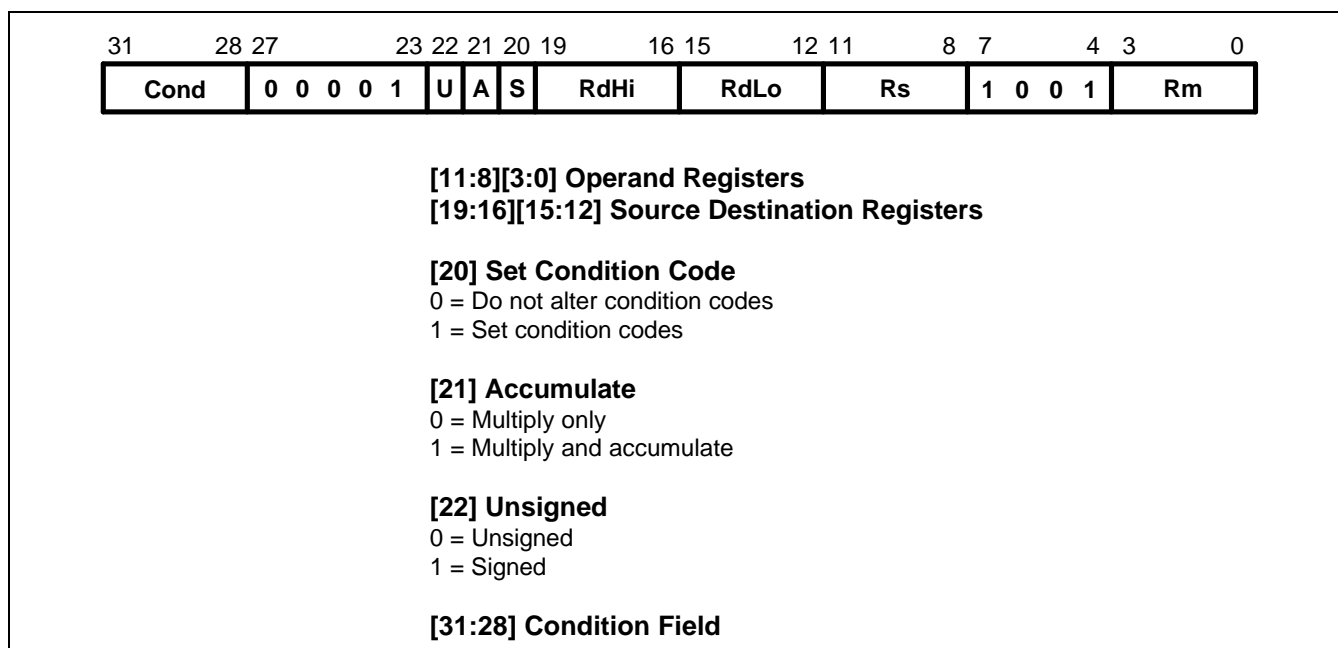 31 28 27 23 22 21 20 19 16 15 12 11 8 7 4 3 0
Cond 0 0 0 0 1 U A S RdHi RdLo Rs 1 0 0 1 Rm
[11:8][3:0] Operand Registers
[19:16][15:12] Source Destination Registers
[20] Set Condition Code
0 = Do not alter condition codes
1 = Set condition codes
[21] Accumulate
0 = Multiply only
1 = Multiply and accumulate
[22] Unsigned
0 = Unsigned
1 = Signed
[31:28] Condition Field